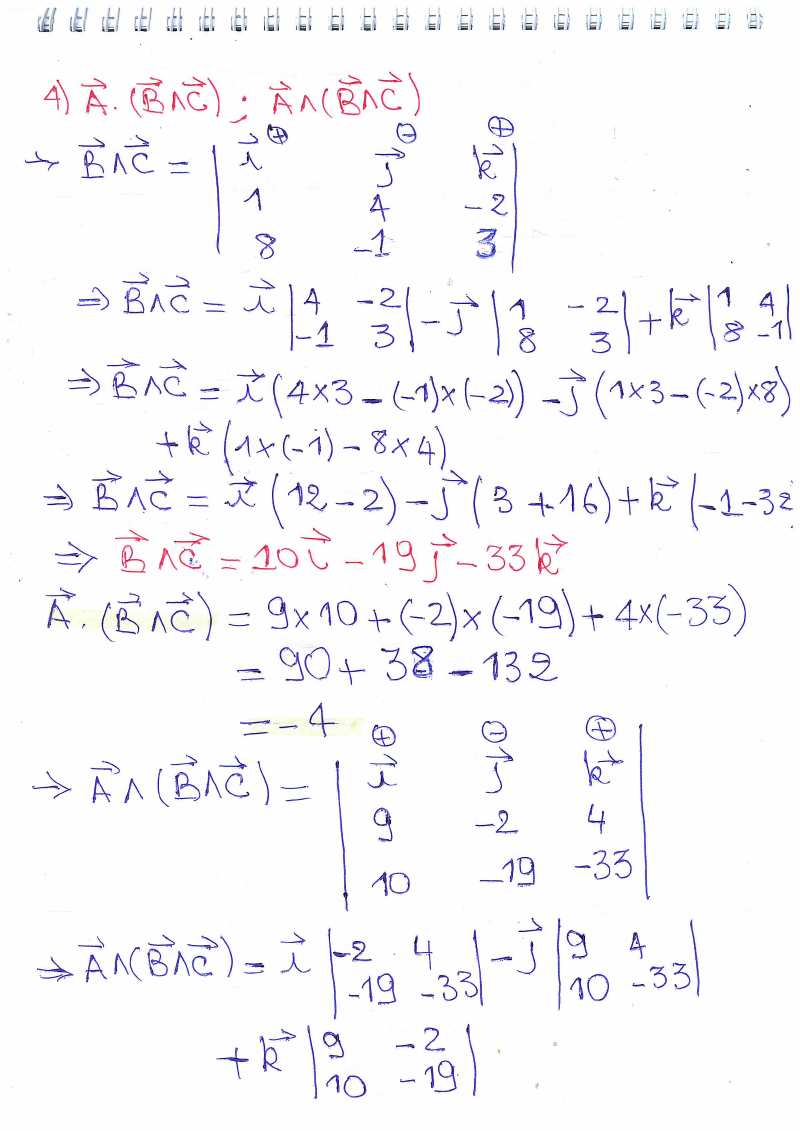 4) A⃗.(B⃗∧C⃗) ; A⃗∧(B⃗∧C⃗)
⊕ ⊖ ⊕
→ B⃗∧C⃗ = | i⃗ j⃗ k⃗ |
1 4 -2
8 -1 3
⇒ B⃗∧C⃗ = i⃗ |4 -2| - j⃗ |1 -2| + k⃗ |1 4|
|-1 3| |8 3| |8 -1|
⇒ B⃗∧C⃗ = i⃗ (4×3 - (-1)×(-2)) - j⃗ (1×3 - (-2)×8)
+ k⃗ (1×(-1) - 8×4)
⇒ B⃗∧C⃗ = i⃗ (12 - 2) - j⃗ (3 + 16) + k⃗ (-1-32
⇒ B⃗∧C⃗ = 10i⃗ - 19j⃗ - 33k⃗
A⃗.(B⃗∧C⃗) = 9×10 + (-2)×(-19) + 4×(-33)
= 90 + 38 - 132
= - 4
⊕ ⊖ ⊕
→ A⃗∧(B⃗∧C⃗) = | i⃗ j⃗ k⃗ |
9 -2 4
10 -19 -33
⇒ A⃗∧(B⃗∧C⃗) = i⃗ |-2 4| - j⃗ |9 4|
|-19 -33| |10 -33|
+ k⃗ |9 -2|
|10 -19|